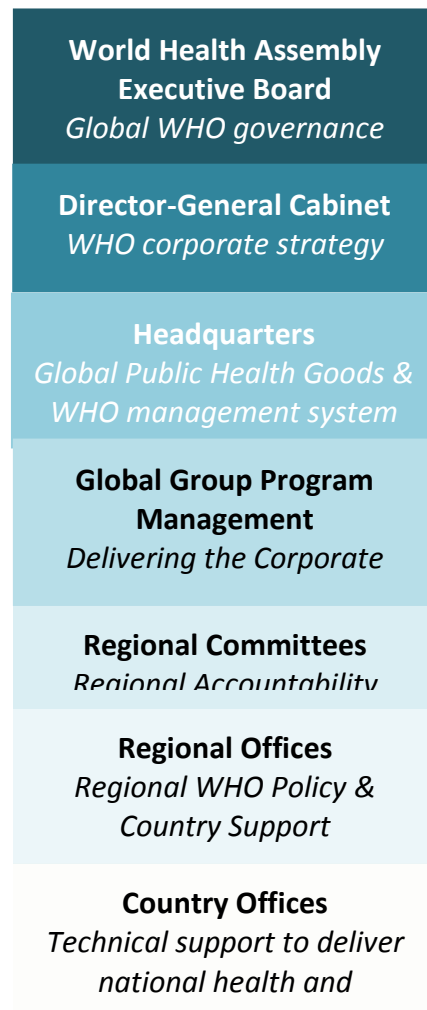 World Health Assembly
Executive Board
Global WHO governance
Director-General Cabinet
WHO corporate strategy
Headquarters
Global Public Health Goods &
WHO management system
Global Group Program
Management
Delivering the Corporate
Regional Committees
Regional Accountability
Regional Offices
Regional WHO Policy &
Country Support
Country Offices
Technical support to deliver
national health and